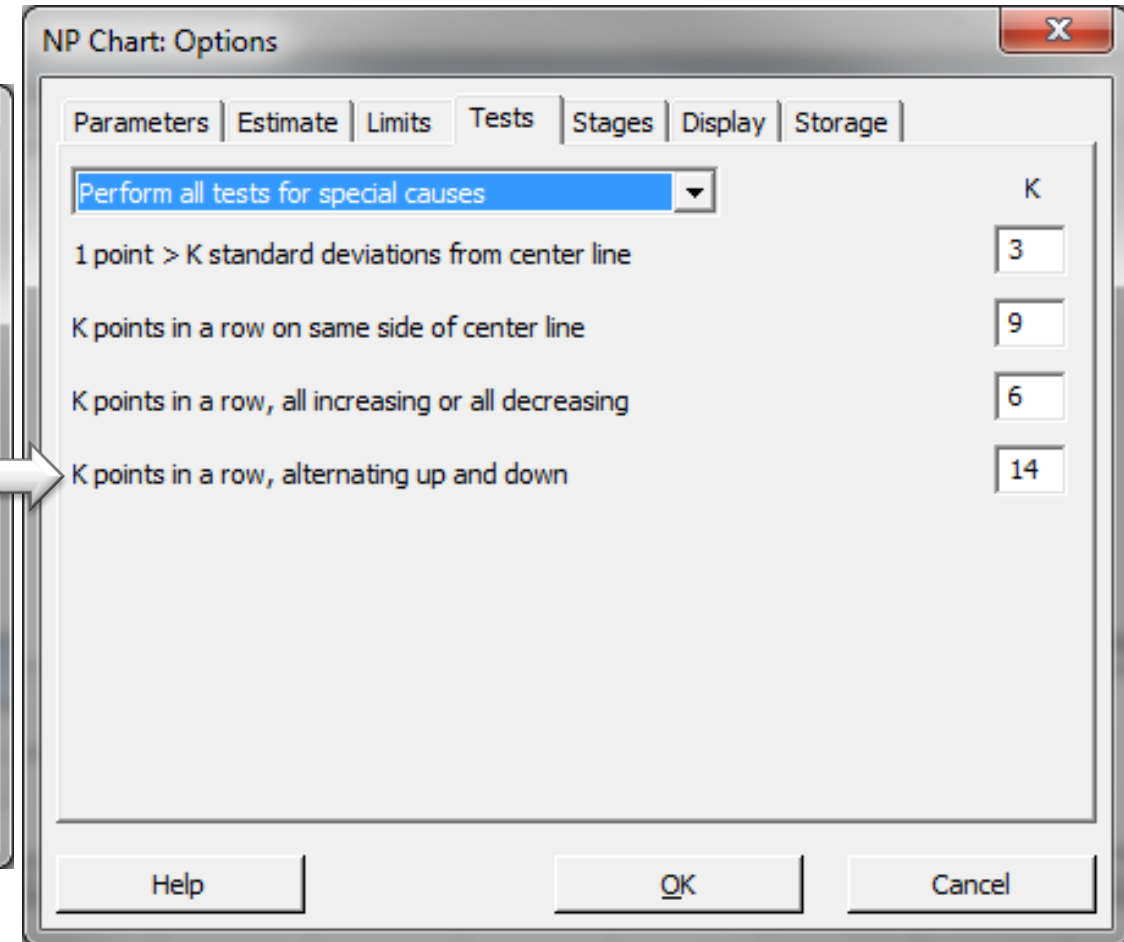 NP Chart: Options
Parameters Estimate Limits Tests Stages Display Storage
Perform all tests for special causes K
1 point > K standard deviations from center line 3
K points in a row on same side of center line 9
K points in a row, all increasing or all decreasing 6
K points in a row, alternating up and down 14
Help OK Cancel